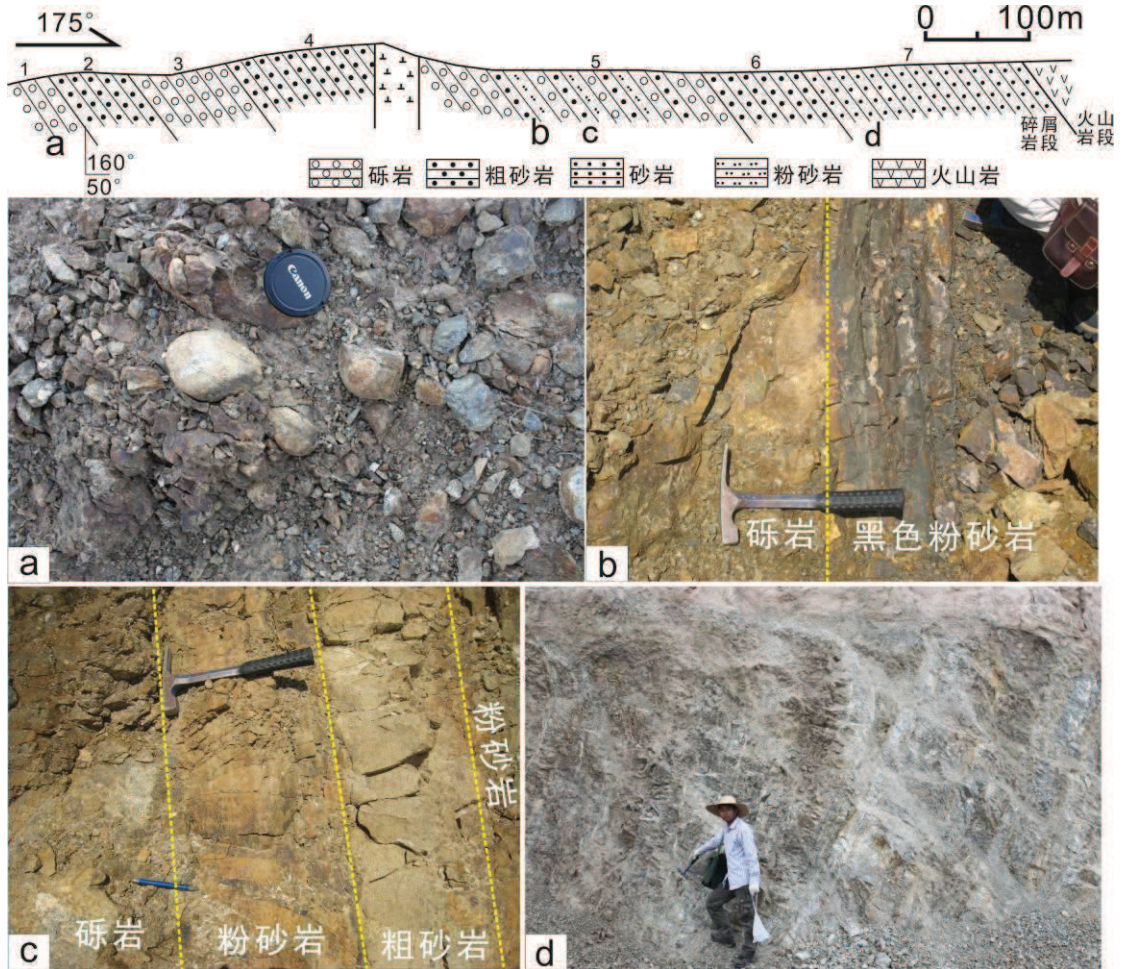 175°
0 100m
1 2 3 4 5 6 7
a b c d
160°
50°
碎屑岩段
火山岩段
砾岩 粗砂岩 砂岩 粉砂岩 火山岩
Canon
a
砾岩 黑色粉砂岩
b
粉砂岩
砾岩 粉砂岩 粗砂岩
c
d